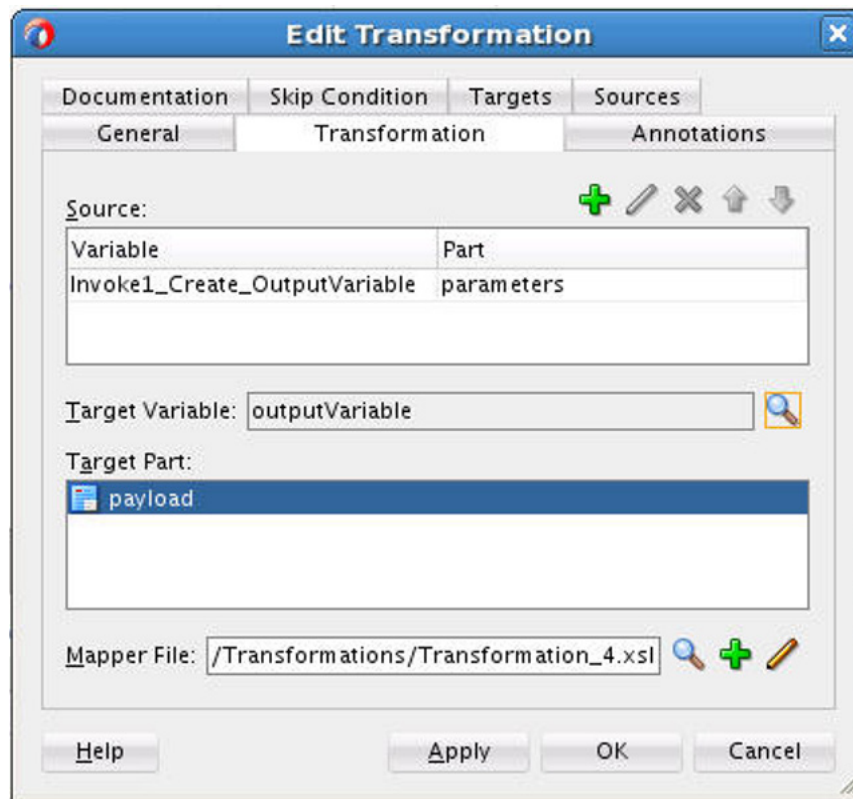 Edit Transformation
Documentation Skip Condition Targets Sources
General Transformation Annotations
Source:
Variable Part
Invoke1_Create_OutputVariable parameters
Target Variable: outputVariable
Target Part:
payload
Mapper File: /Transformations/Transformation_4.xsl
Help Apply OK Cancel